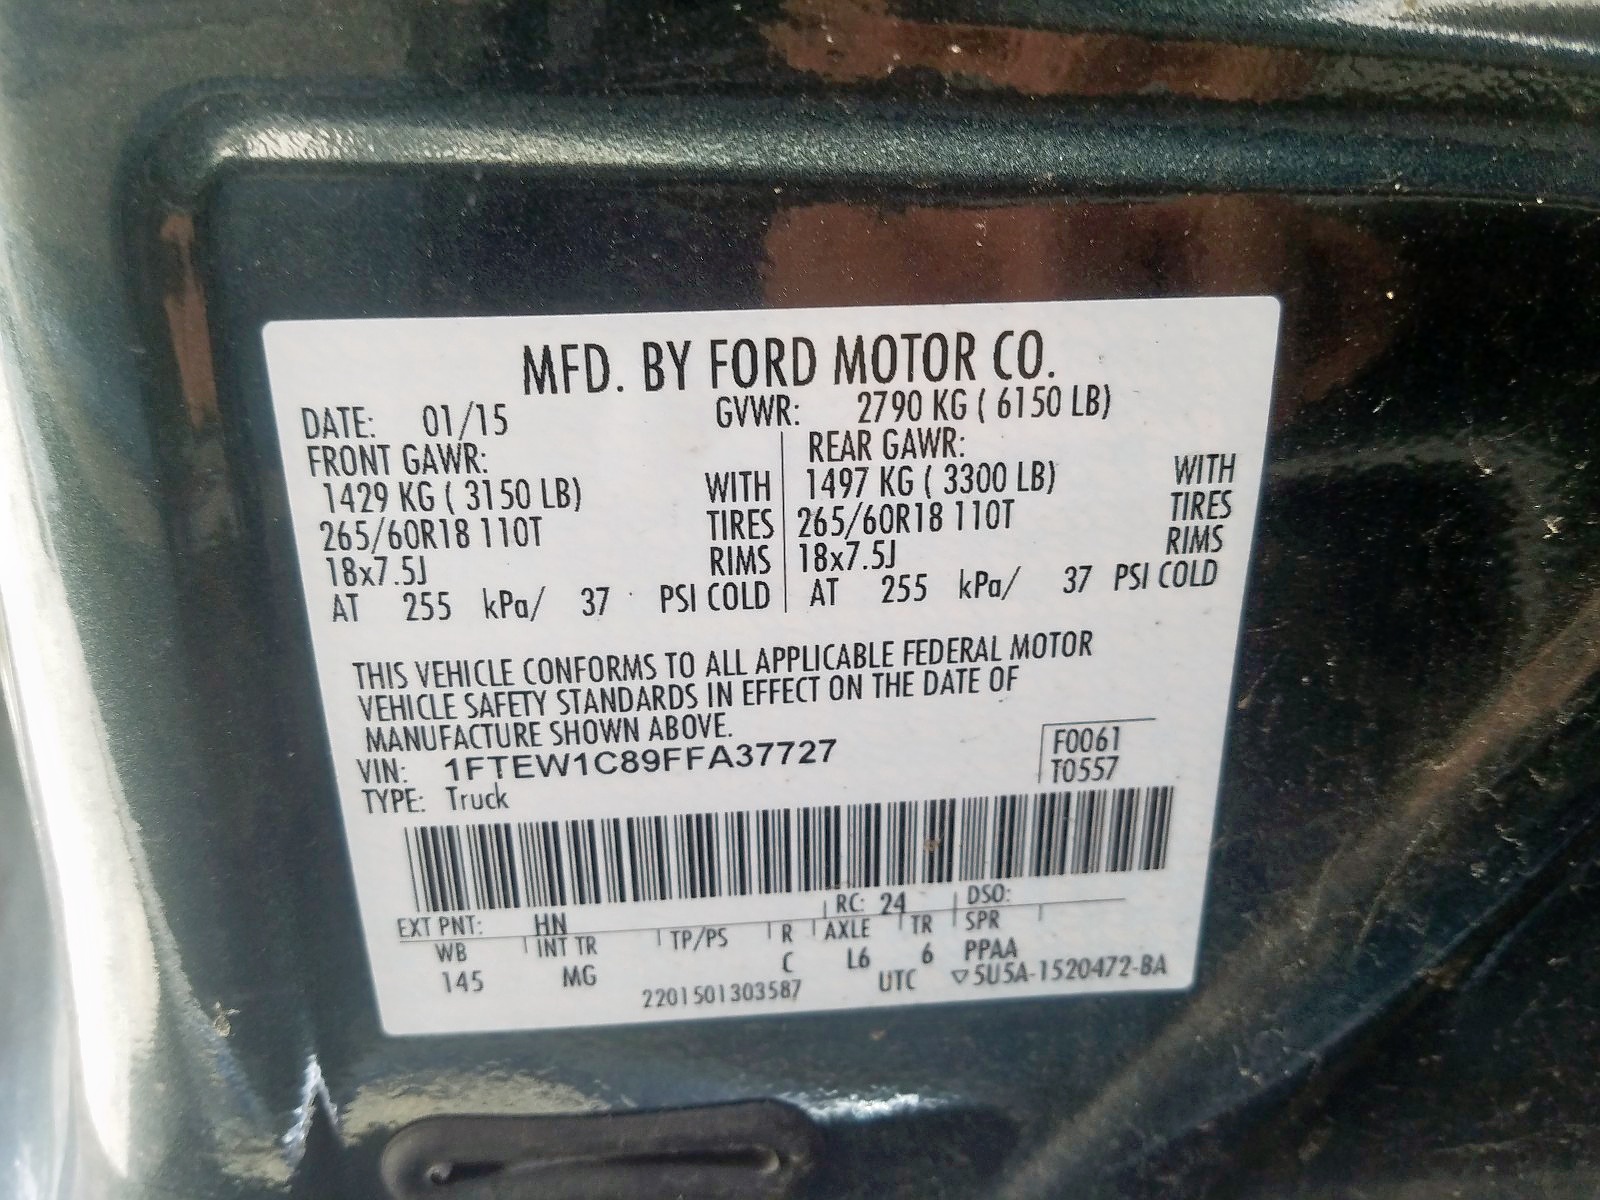 MFD. BY FORD MOTOR CO.
DATE: 01/15 GVWR: 2790 KG ( 6150 LB)
FRONT GAWR: REAR GAWR:
1429 KG ( 3150 LB) WITH 1497 KG ( 3300 LB) WITH
265/60R18 110T TIRES 265/60R18 110T TIRES
18x7.5J RIMS 18x7.5J RIMS
AT 255 kPa/ 37 PSI COLD AT 255 kPa/ 37 PSI COLD
THIS VEHICLE CONFORMS TO ALL APPLICABLE FEDERAL MOTOR
VEHICLE SAFETY STANDARDS IN EFFECT ON THE DATE OF
MANUFACTURE SHOWN ABOVE.
VIN: 1FTEW1C89FFA37727 F0061
TYPE: Truck T0557
EXT PNT: HN RC: 24 DSO:
WB INT TR TP/PS R AXLE TR SPR
145 MG C L6 6 PPAA
2201501303587 UTC ▽5U5A-1520472-BA